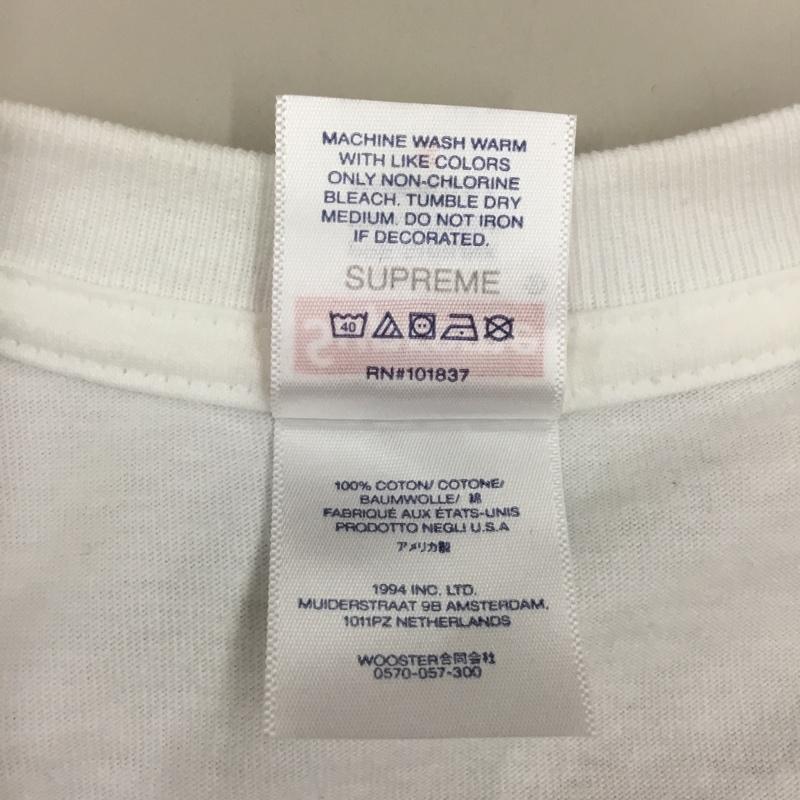 MACHINE WASH WARM
WITH LIKE COLORS
ONLY NON-CHLORINE
BLEACH. TUMBLE DRY
MEDIUM. DO NOT IRON
IF DECORATED.
SUPREME
40
RN#101837
100% COTON/ COTONE/
BAUMWOLLE/ 綿
FABRIQUÉ AUX ÉTATS-UNIS
PRODOTTO NEGLI U.S.A
アメリカ製
1994 INC. LTD.
MUIDERSTRAAT 9B AMSTERDAM,
1011PZ NETHERLANDS
WOOSTER合同会社
0570-057-300